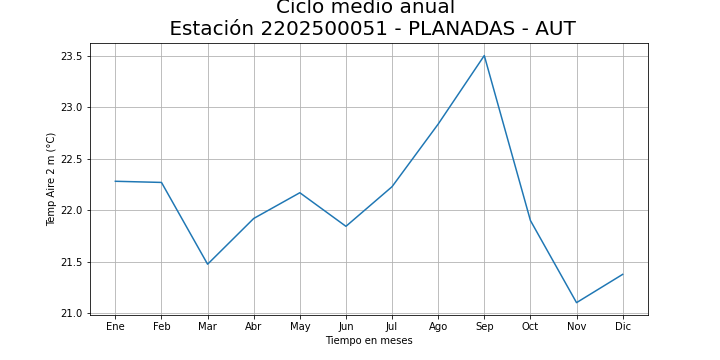 Ciclo medio anual
Estación 2202500051 - PLANADAS - AUT
Temp Aire 2 m (°C)
23.5
23.0
22.5
22.0
21.5
21.0
Ene Feb Mar Abr May Jun Jul Ago Sep Oct Nov Dic
Tiempo en meses